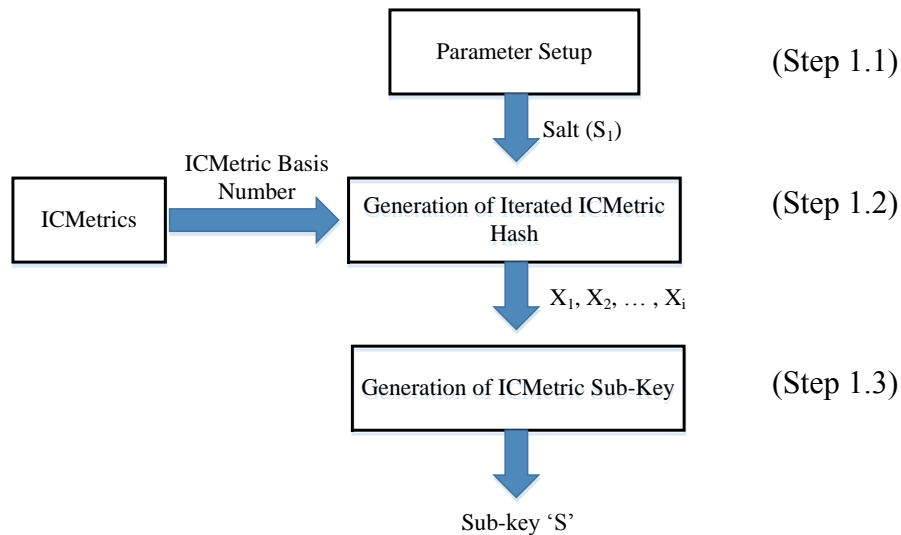 Parameter Setup
(Step 1.1)
Salt (S₁)
ICMetric Basis
Number
ICMetrics
Generation of Iterated ICMetric
Hash
(Step 1.2)
X₁, X₂, … , Xᵢ
Generation of ICMetric Sub-Key
(Step 1.3)
Sub-key ‘S’